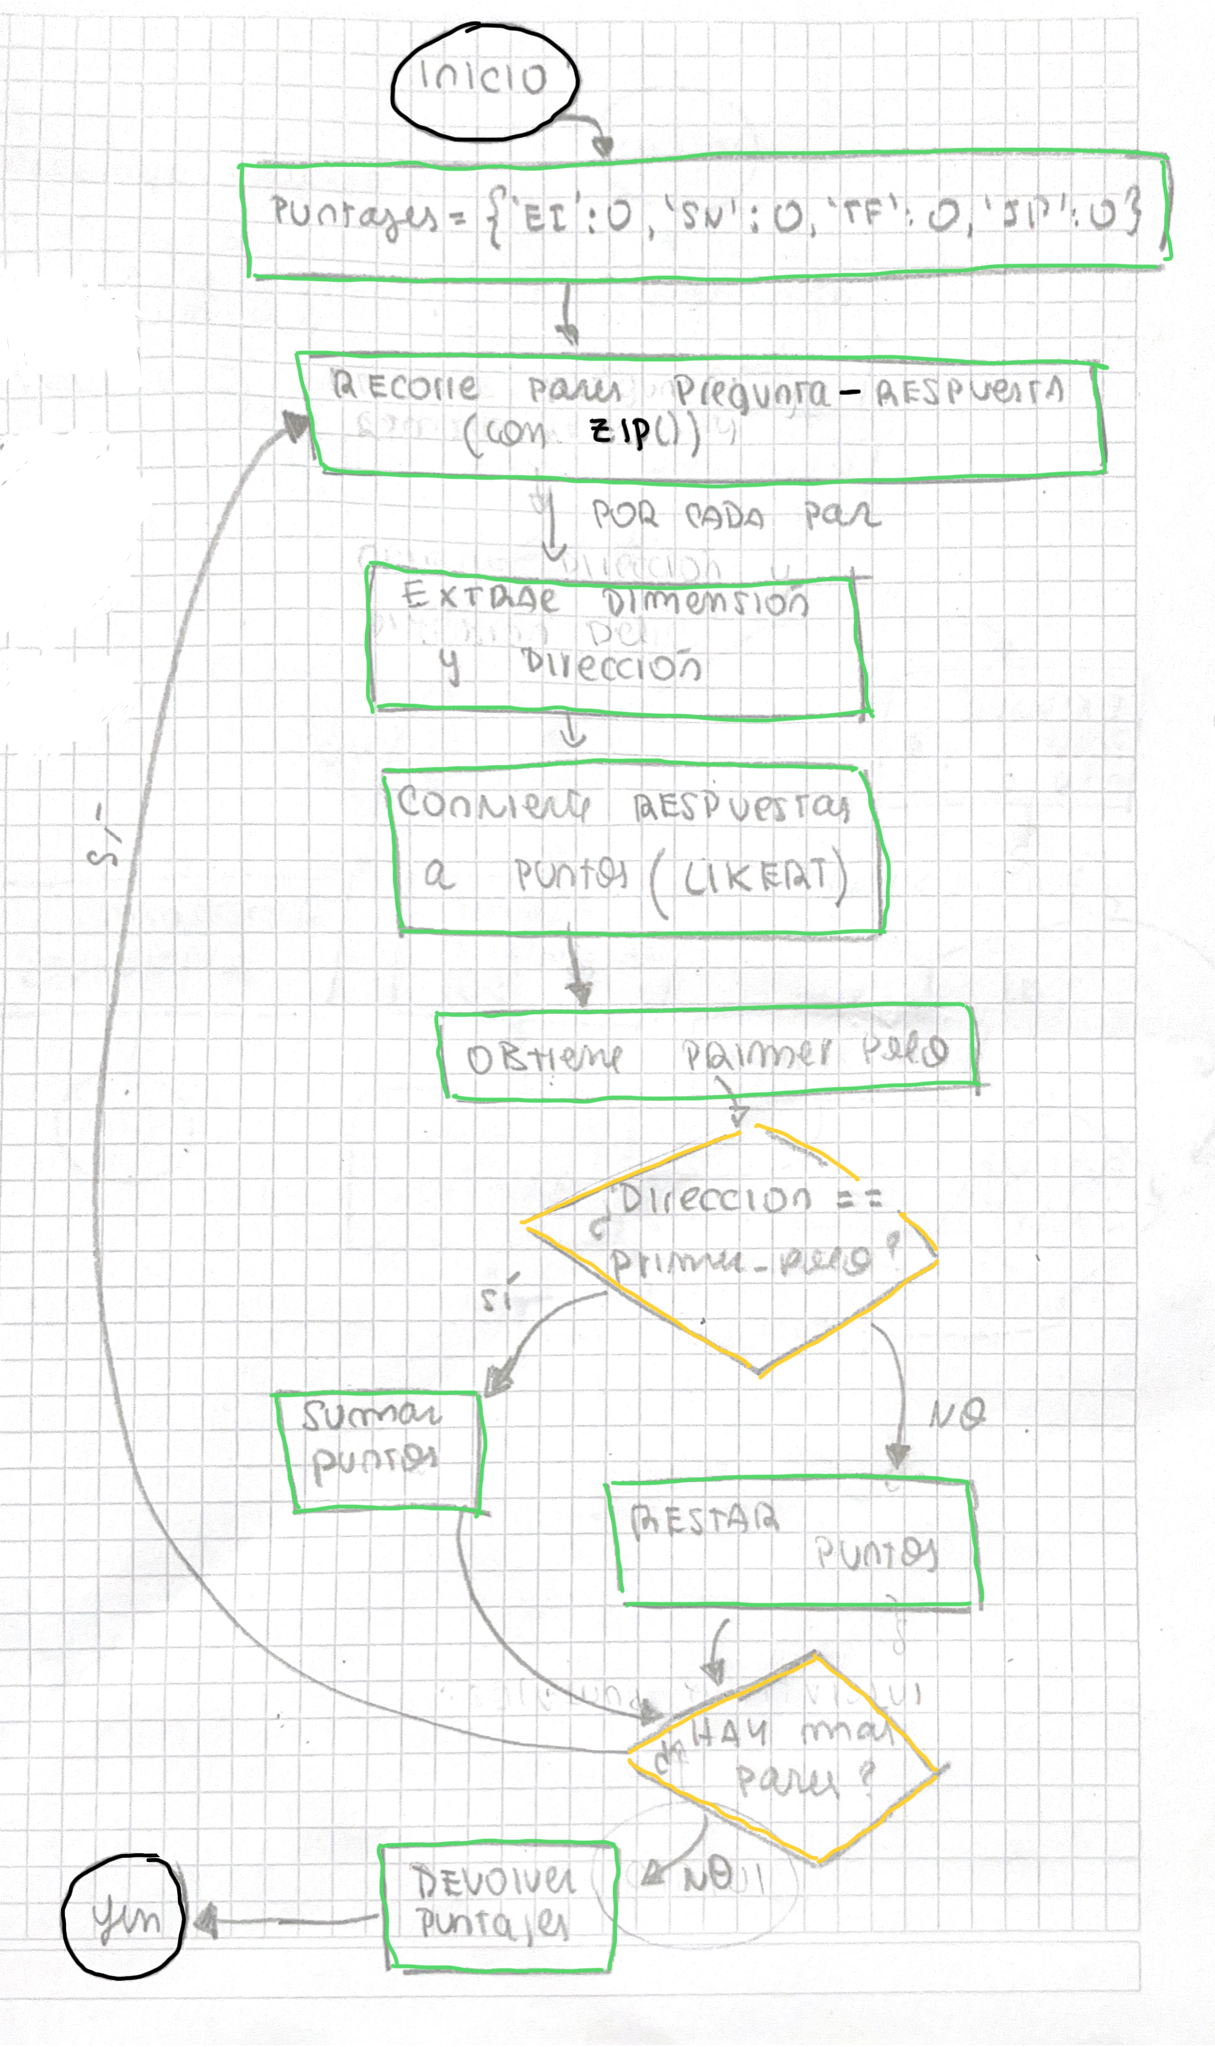 INICIO
PUNTAJES = {'EI': 0, 'SN': 0, 'TF': 0, 'JP': 0}
RECORRE PARES PREGUNTA - RESPUESTA
(CON ZIP())
POR CADA PAR
EXTRAE DIMENSIÓN
Y DIRECCIÓN
CONVIERTE RESPUESTAS
A PUNTOS (LIKERT)
OBTIENE PRIMER POLO
¿DIRECCION ==
PRIMER_POLO?
SÍ
NO
SUMAR
PUNTOS
RESTAR
PUNTOS
SÍ
¿HAY MAS
PARES?
NO
DEVOLVER
PUNTAJES
FIN